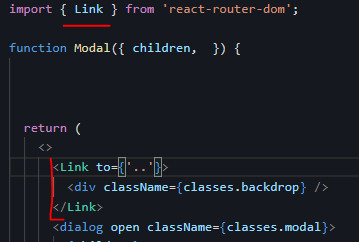 import { Link } from 'react-router-dom';
function Modal({ children,  }) {
return (
<>
<Link to={'..'}>
<div className={classes.backdrop} />
</Link>
<dialog open className={classes.modal}>